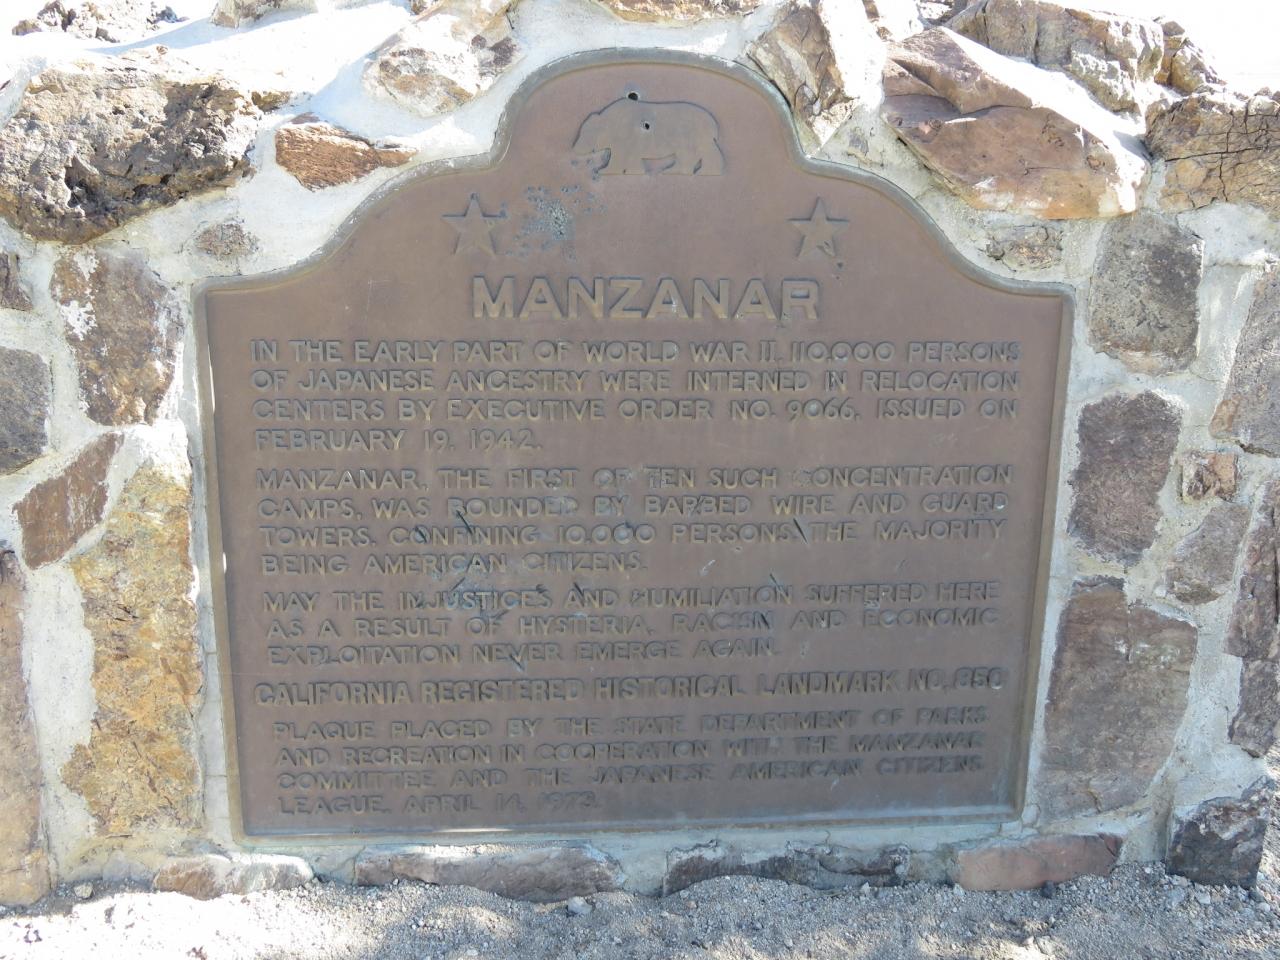 MANZANAR
IN THE EARLY PART OF WORLD WAR II, 110,000 PERSONS
OF JAPANESE ANCESTRY WERE INTERNED IN RELOCATION
CENTERS BY EXECUTIVE ORDER NO. 9066, ISSUED ON
FEBRUARY 19, 1942.
MANZANAR, THE FIRST OF TEN SUCH CONCENTRATION
CAMPS, WAS BOUNDED BY BARBED WIRE AND GUARD
TOWERS, CONFINING 10,000 PERSONS, THE MAJORITY
BEING AMERICAN CITIZENS.
MAY THE INJUSTICES AND HUMILIATION SUFFERED HERE
AS A RESULT OF HYSTERIA, RACISM AND ECONOMIC
EXPLOITATION NEVER EMERGE AGAIN.
CALIFORNIA REGISTERED HISTORICAL LANDMARK NO. 850
PLAQUE PLACED BY THE STATE DEPARTMENT OF PARKS
AND RECREATION IN COOPERATION WITH THE MANZANAR
COMMITTEE AND THE JAPANESE AMERICAN CITIZENS
LEAGUE, APRIL 14, 1973.